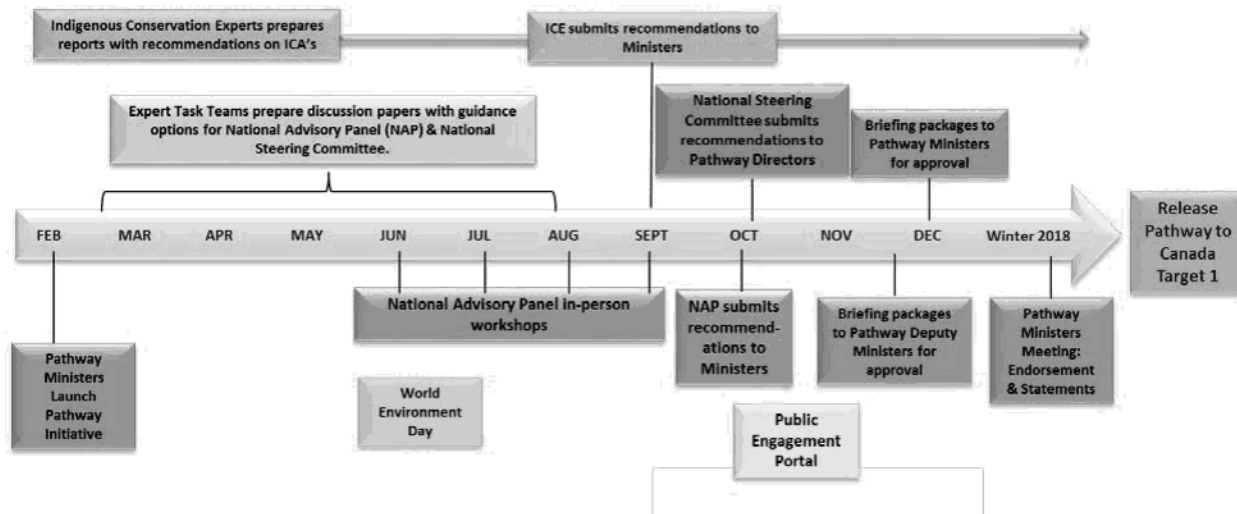 Indigenous Conservation Experts prepares
reports with recommendations on ICA's
ICE submits recommendations to
Ministers
Expert Task Teams prepare discussion papers with guidance
options for National Advisory Panel (NAP) & National
Steering Committee.
National Steering
Committee submits
recommendations to
Pathway Directors
Briefing packages to
Pathway Ministers
for approval
FEB MAR APR MAY JUN JUL AUG SEPT OCT NOV DEC Winter 2018
Release
Pathway to
Canada
Target 1
National Advisory Panel in-person
workshops
NAP submits
recommend-
ations to
Ministers
Briefing packages
to Pathway Deputy
Ministers for
approval
Pathway
Ministers
Meeting:
Endorsement
& Statements
Pathway
Ministers
Launch
Pathway
Initiative
World
Environment
Day
Public
Engagement
Portal